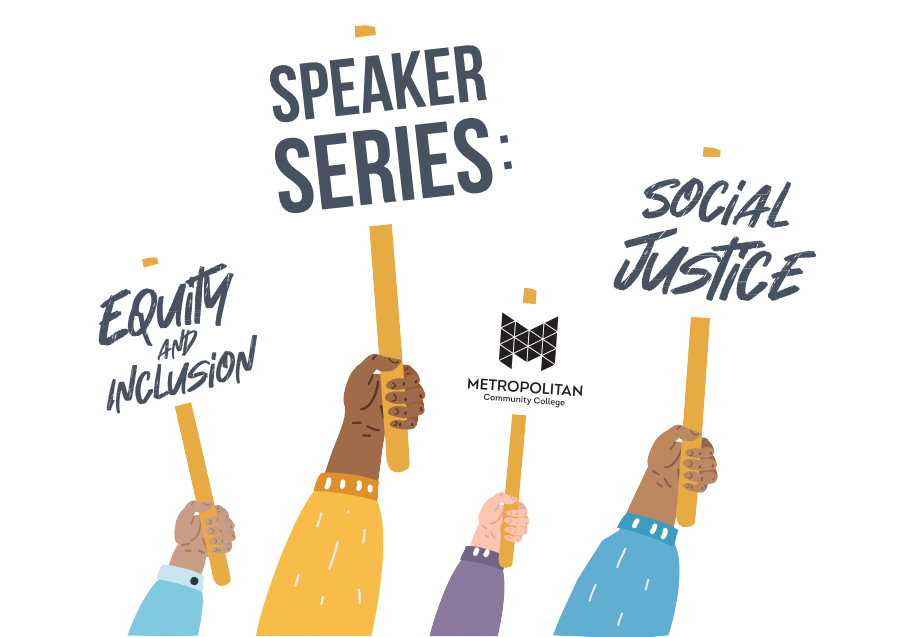 SPEAKER
SERIES:
SOCiAL
JUSTiCE
EQUiTY
AND
INCLUSiON
METROPOLITAN
Community College